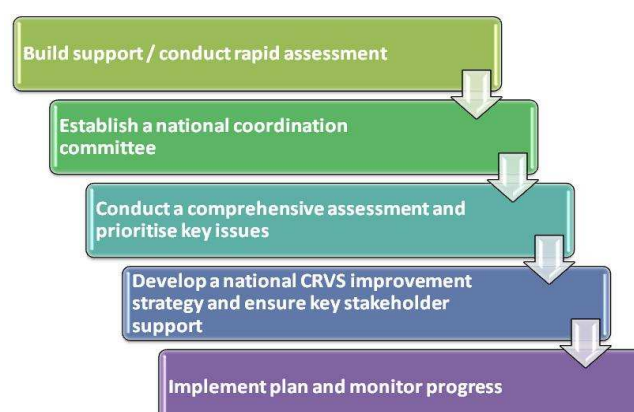 Build support / conduct rapid assessment
Establish a national coordination
committee
Conduct a comprehensive assessment and
prioritise key issues
Develop a national CRVS improvement
strategy and ensure key stakeholder
support
Implement plan and monitor progress